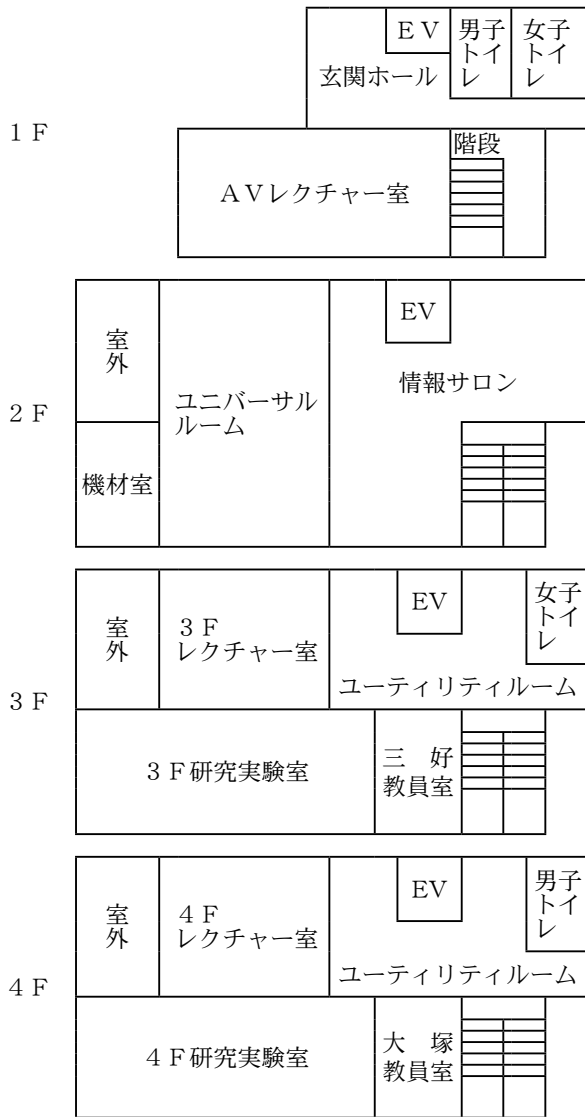 1F
EV
男子トイレ
女子トイレ
玄関ホール
階段
AVレクチャー室
2F
室外
EV
ユニバーサル
ルーム
情報サロン
機材室
3F
室外
3F
レクチャー室
EV
女子トイレ
ユーティリティルーム
3F研究実験室
三 好
教員室
4F
室外
4F
レクチャー室
EV
男子トイレ
ユーティリティルーム
4F研究実験室
大 塚
教員室